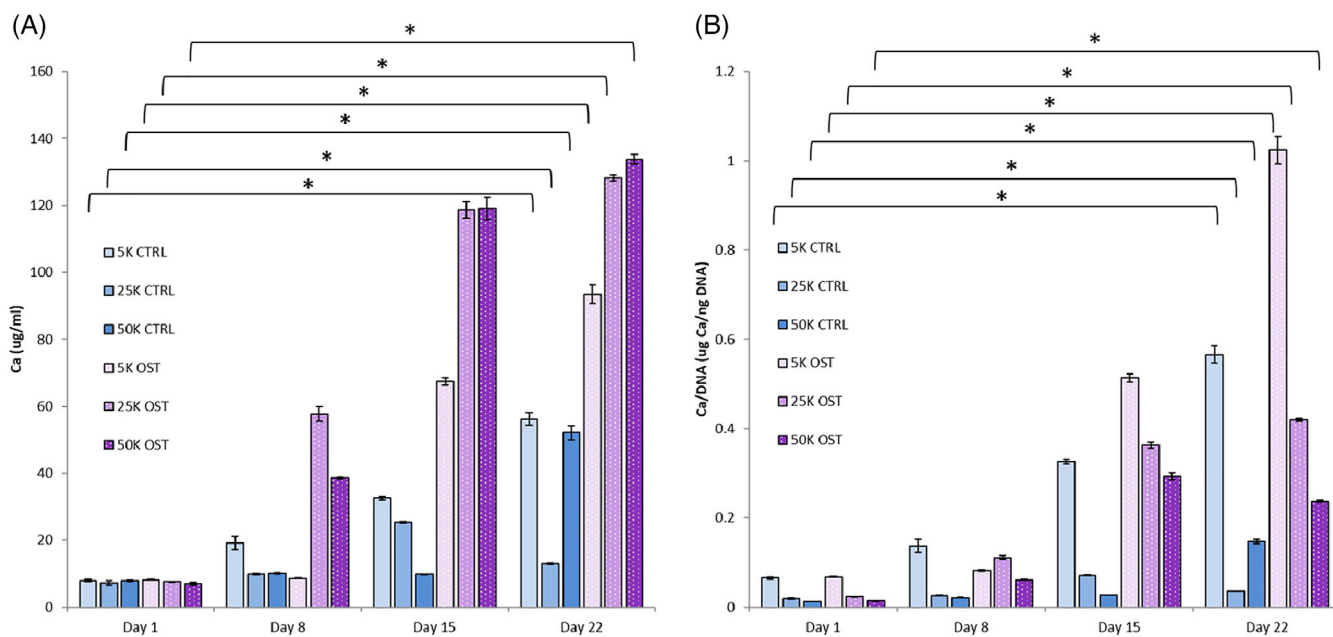 (A)
*
*
*
*
*
*
160
140
120
100
80
60
40
20
0
Ca (ug/ml)
5K CTRL
25K CTRL
50K CTRL
5K OST
25K OST
50K OST
Day 1 Day 8 Day 15 Day 22
(B)
*
*
*
*
*
*
1.2
1
0.8
0.6
0.4
0.2
0
Ca/DNA (ug Ca/ng DNA)
5K CTRL
25K CTRL
50K CTRL
5K OST
25K OST
50K OST
Day 1 Day 8 Day 15 Day 22